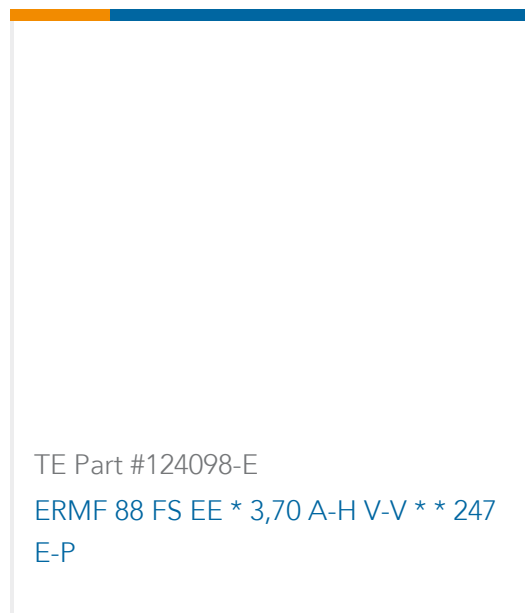 TE Part #124098-E
ERMF 88 FS EE * 3,70 A-H V-V * * 247
E-P